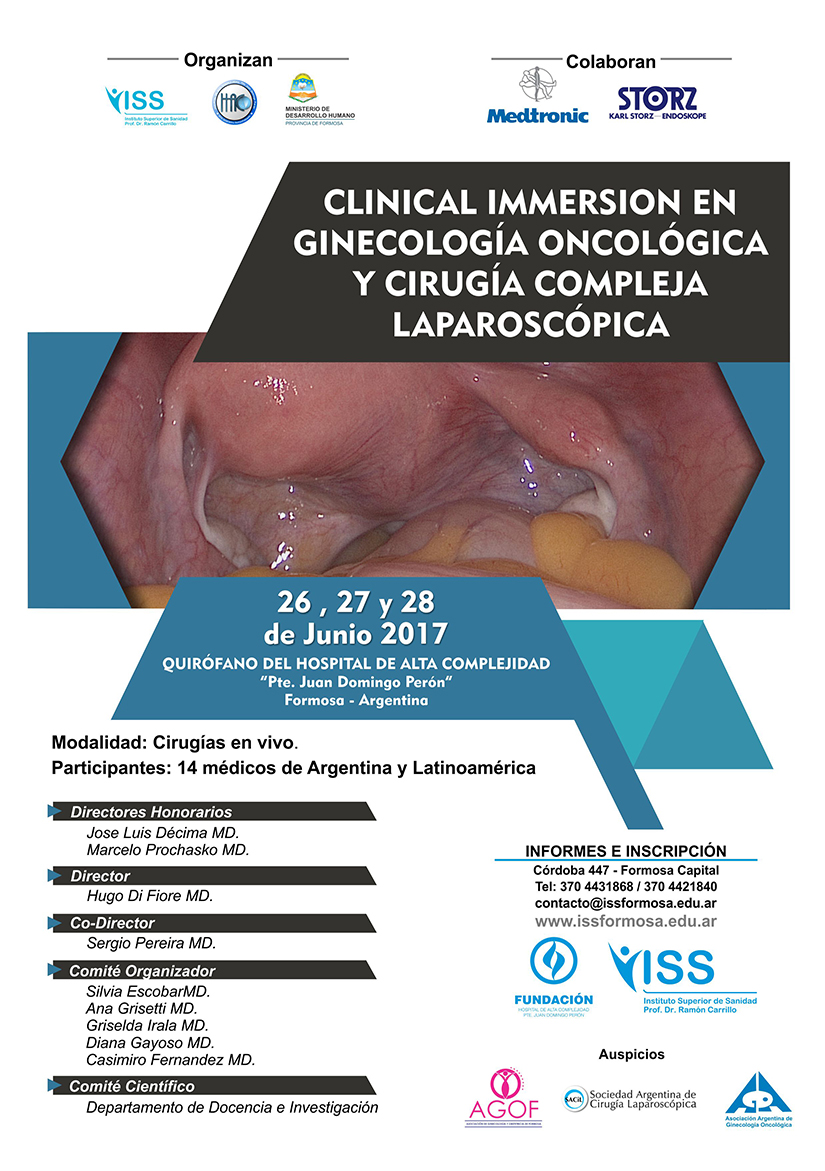 Organizan
Colaboran
ISS
Instituto Superior de Sanidad
Prof. Dr. Ramón Carrillo
MINISTERIO DE
DESARROLLO HUMANO
PROVINCIA DE FORMOSA
Medtronic
STORZ
KARL STORZ—ENDOSKOPE
CLINICAL IMMERSION EN
GINECOLOGÍA ONCOLÓGICA
Y CIRUGÍA COMPLEJA
LAPAROSCÓPICA
26 , 27 y 28
de Junio 2017
QUIRÓFANO DEL HOSPITAL DE ALTA COMPLEJIDAD
“Pte. Juan Domingo Perón“
Formosa - Argentina
Modalidad: Cirugías en vivo.
Participantes: 14 médicos de Argentina y Latinoamérica
Directores Honorarios
Jose Luis Décima MD.
Marcelo Prochasko MD.
Director
Hugo Di Fiore MD.
Co-Director
Sergio Pereira MD.
Comité Organizador
Silvia EscobarMD.
Ana Grisetti MD.
Griselda Irala MD.
Diana Gayoso MD.
Casimiro Fernandez MD.
Comité Científico
Departamento de Docencia e Investigación
INFORMES E INSCRIPCIÓN
Córdoba 447 - Formosa Capital
Tel: 370 4431868 / 370 4421840
contacto@issformosa.edu.ar
www.issformosa.edu.ar
FUNDACIÓN
HOSPITAL DE ALTA COMPLEJIDAD
PTE. JUAN DOMINGO PERÓN
ISS
Instituto Superior de Sanidad
Prof. Dr. Ramón Carrillo
Auspicios
AGOF
SACiL
Sociedad Argentina de
Cirugía Laparoscópica
Asociación Argentina de
Ginecología Oncológica